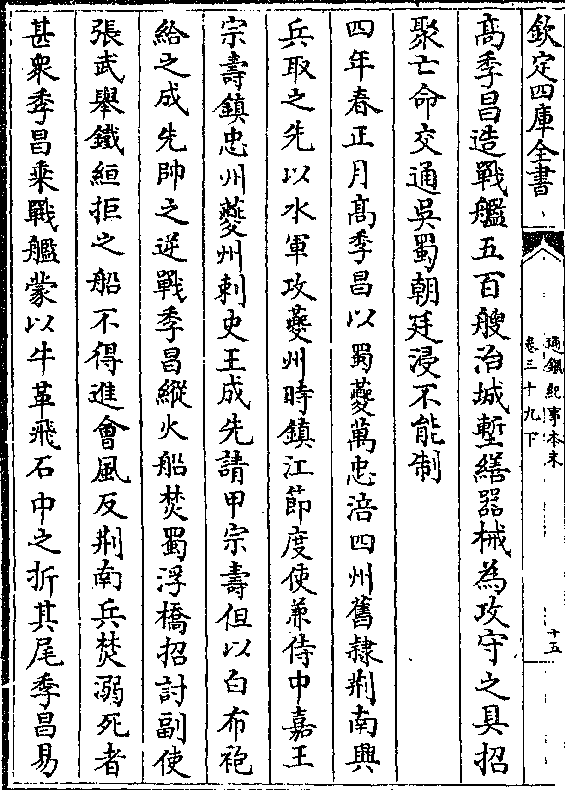 欽定四庫全書
通鑑紀事本末
卷三十九下
十五
高季昌造戰艦五百艘治城塹繕器械為攻守之具招
聚亡命交通吳蜀朝廷浸不能制
四年春正月高季昌以蜀夔萬忠涪四州舊隸荆南興
兵取之先以水軍攻夔州時鎮江節度使兼侍中嘉王
宗壽鎮忠州夔州刺史王成先請甲宗壽但以白布袍
給之成先帥之逆戰季昌縱火船焚蜀浮橋招討副使
張武舉鐵絙拒之船不得進會風反荆南兵焚溺死者
甚衆季昌乘戰艦蒙以牛革飛石中之折其尾季昌易